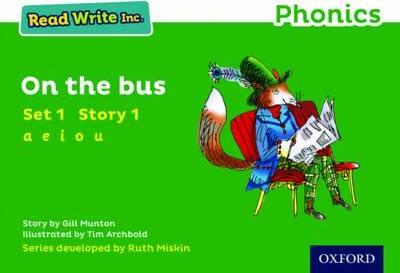 Read Write Inc.
Phonics
On the bus
Set 1 Story 1
a e i o u
Story by Gill Munton
Illustrated by Tim Archbold
Series developed by Ruth Miskin
OXFORD